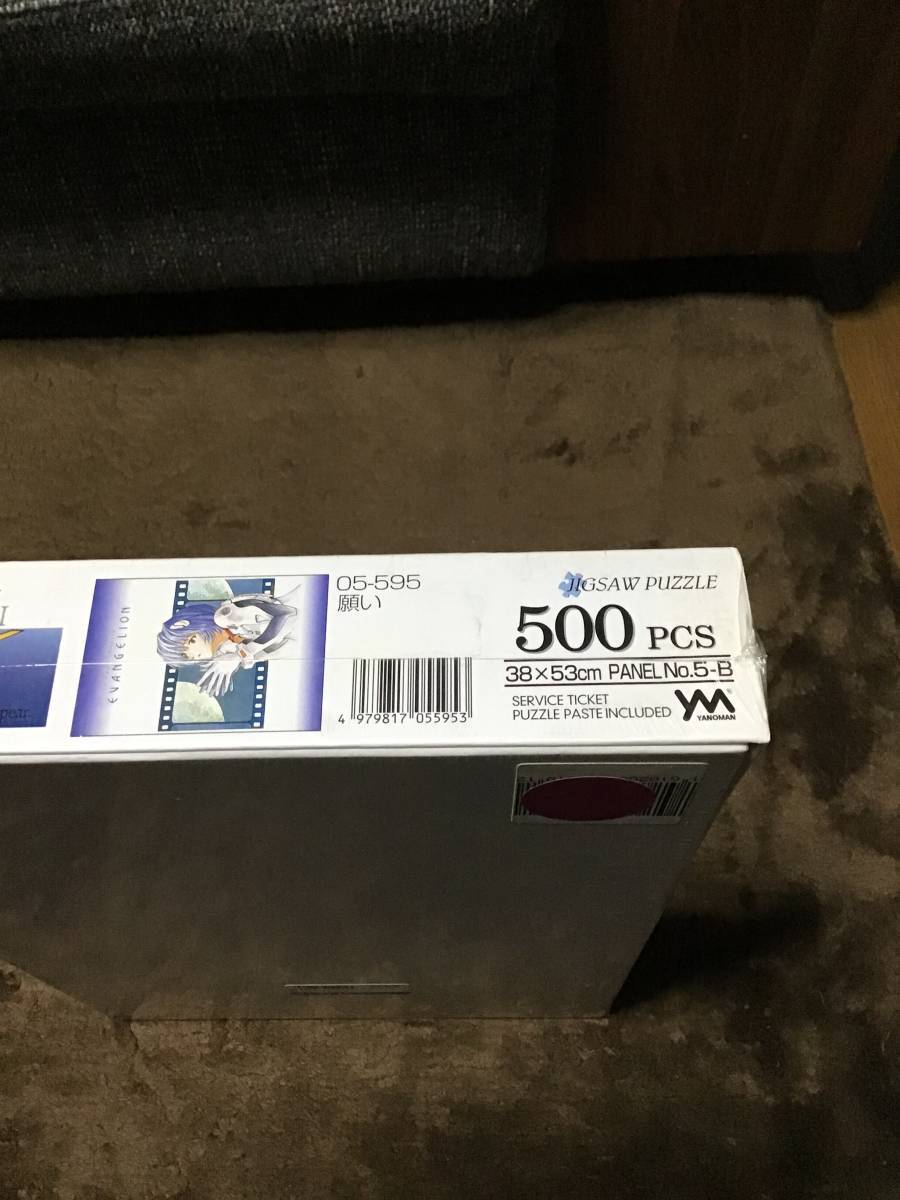 EVANGELION
05-595
願い
4 979817 055953
JIGSAW PUZZLE
500 PCS
38×53cm PANEL No.5-B
SERVICE TICKET
PUZZLE PASTE INCLUDED
YM
YANOMAN